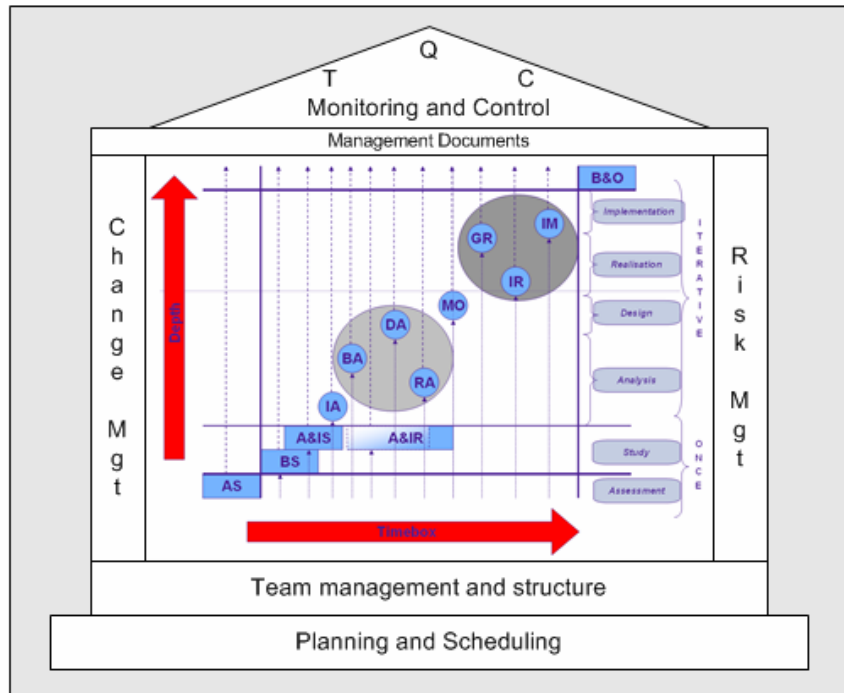 Q
T
C
Monitoring and Control
Management Documents
Change Mgt
Depth
B&O
GR
IM
IR
MO
DA
BA
RA
IA
A&IS
A&IR
BS
AS
Timebox
Implementation
Realisation
Design
Analysis
Study
Assessment
ITERATIVE
ONCE
Risk Mgt
Team management and structure
Planning and Scheduling